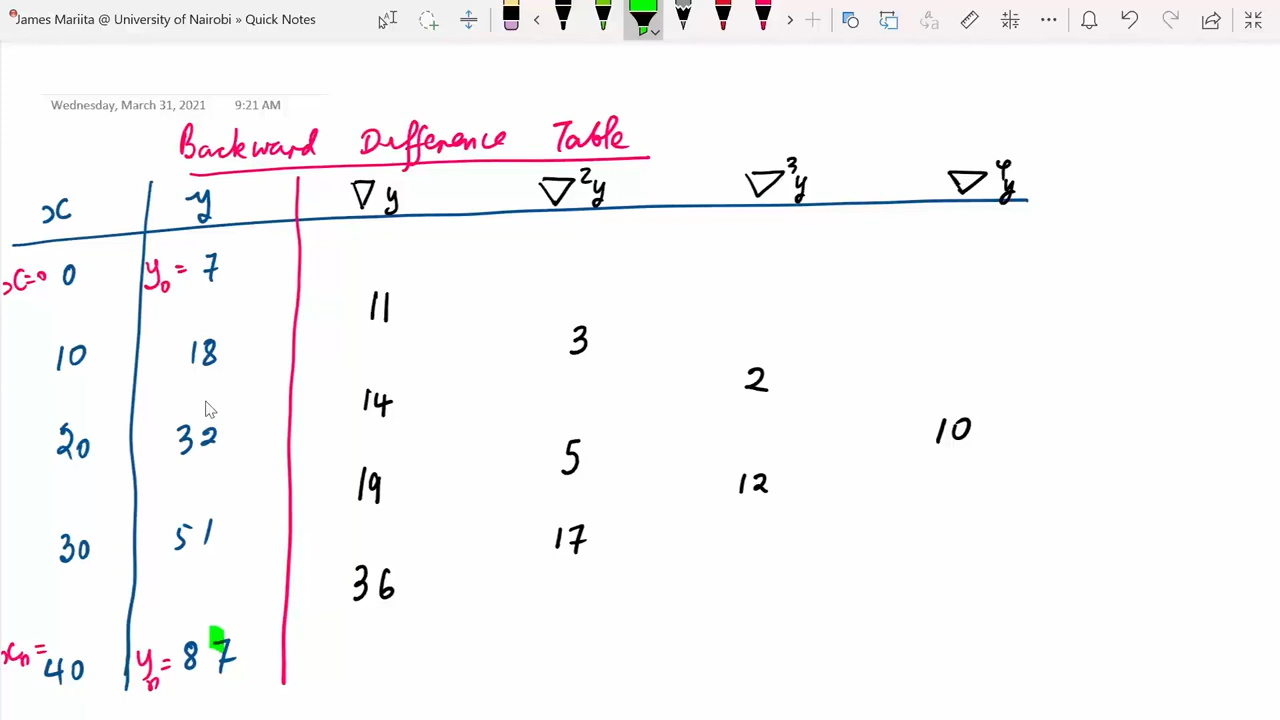 James Mariita @ University of Nairobi » Quick Notes
Wednesday, March 31, 2021 9:21 AM
Backward Difference Table
x y ∇y ∇²y ∇³y ∇⁴y
x=0 0 y₀ = 7
11
3
10 18
2
14
10
20 32
5
19 12
30 51
17
36
xₙ = 40 yₙ = 87